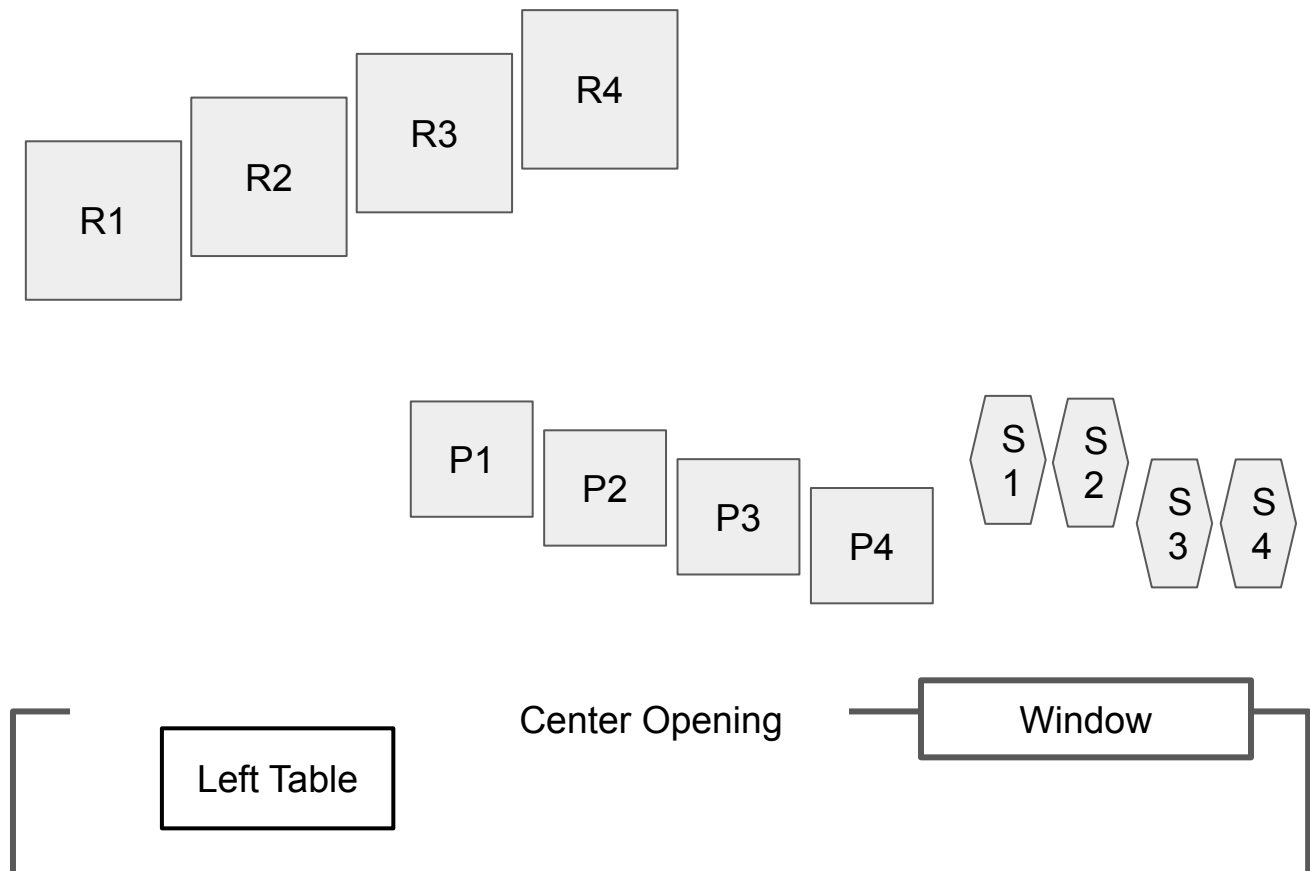 R4
R3
R2
R1
P1
P2
P3
P4
S
1
S
2
S
3
S
4
Center Opening
Window
Left Table